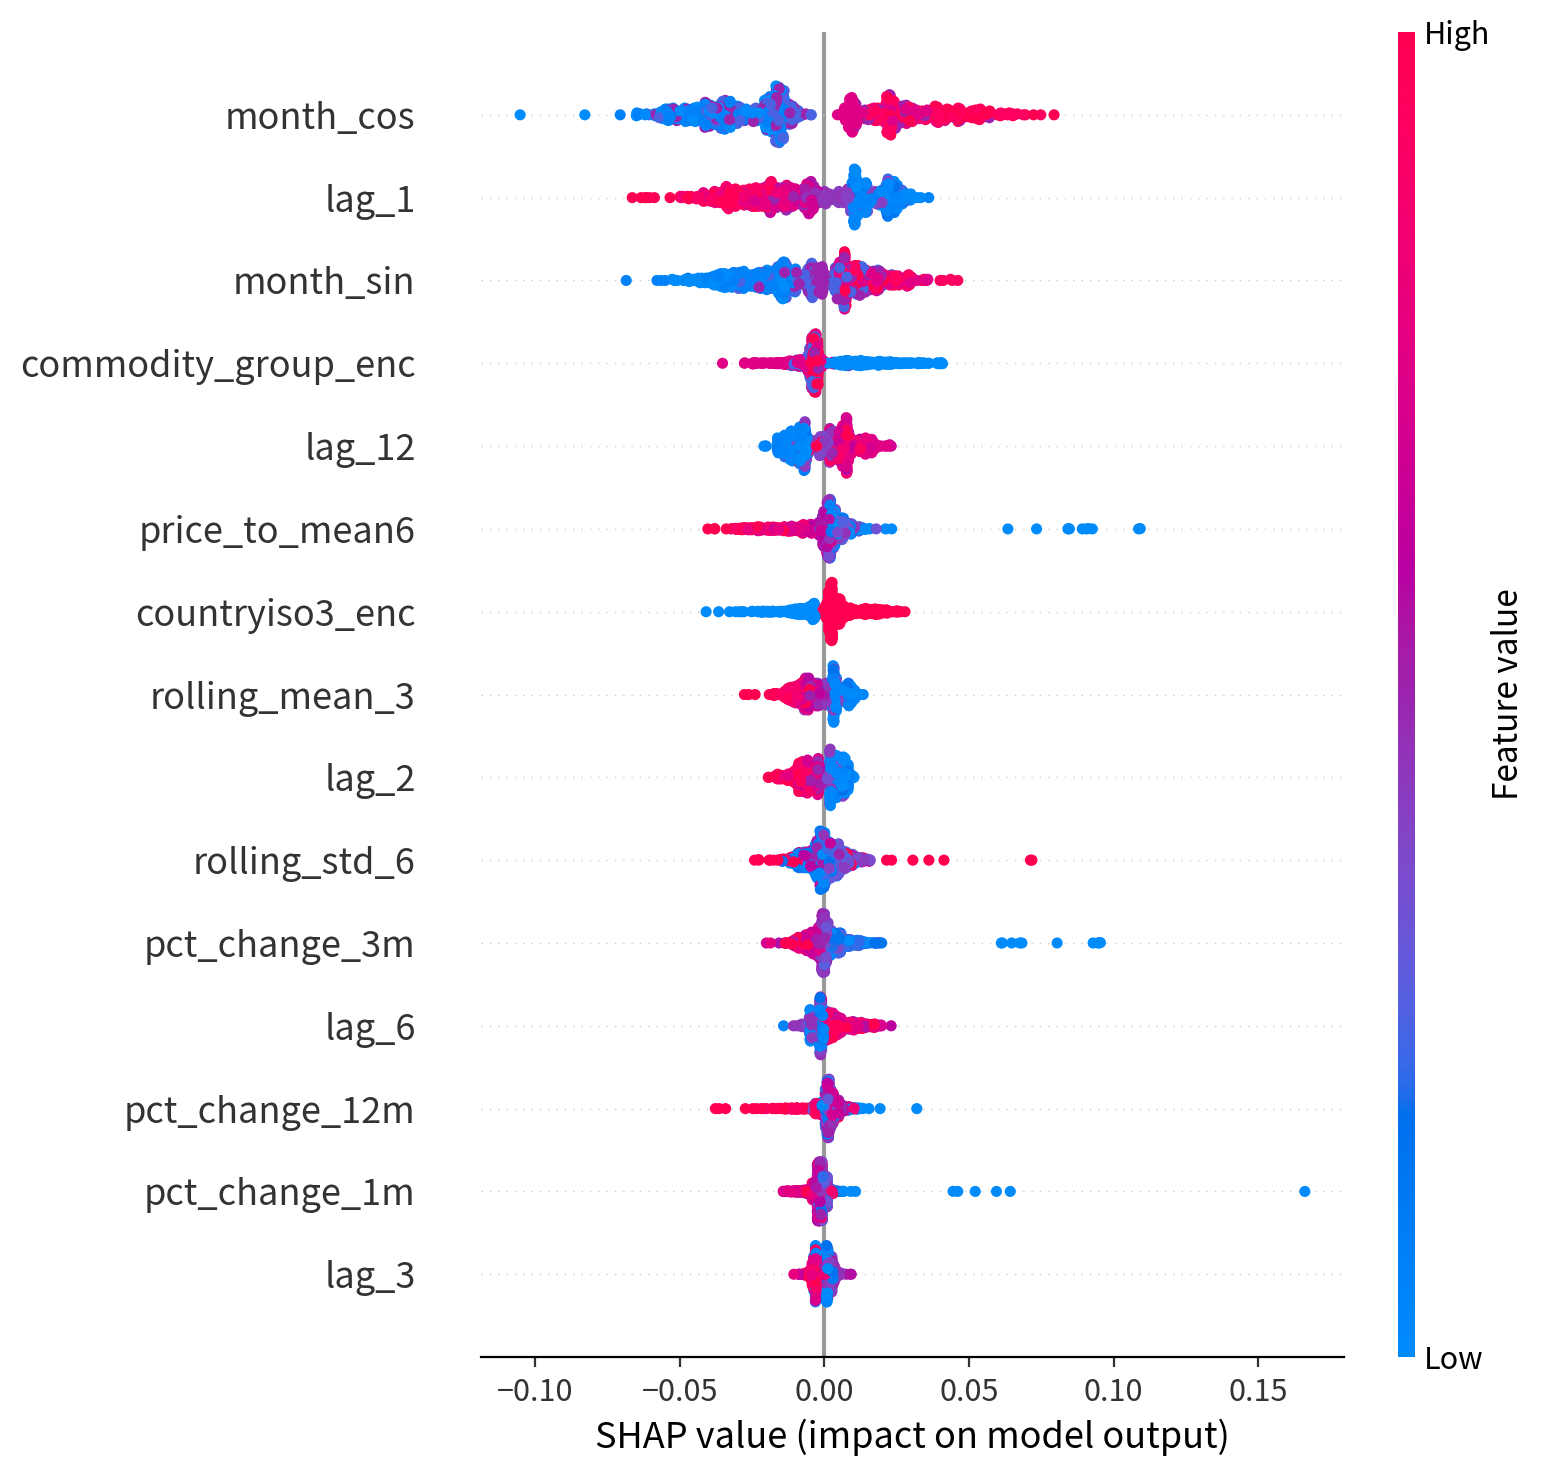 High
month_cos
lag_1
month_sin
commodity_group_enc
lag_12
price_to_mean6
countryiso3_enc
rolling_mean_3
lag_2
rolling_std_6
pct_change_3m
lag_6
pct_change_12m
pct_change_1m
lag_3
Feature value
Low
−0.10 −0.05 0.00 0.05 0.10 0.15
SHAP value (impact on model output)